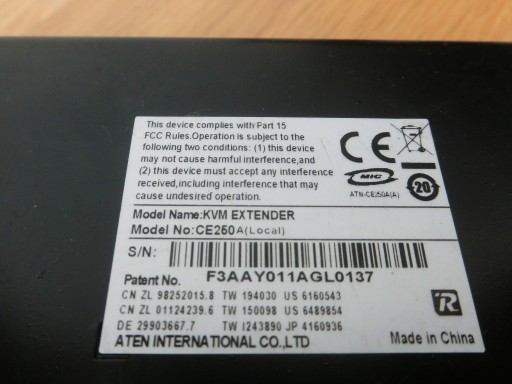 This device complies with Part 15
FCC Rules.Operation is subject to the
following two conditions: (1) this device
may not cause harmful interference,and
(2) this device must accept any interference
received,including interference that may
cause undesired operation.
CE
MIC
ATN-CE250A(A)
20
Model Name:KVM EXTENDER
Model No:CE250A(Local)
S/N:
F3AAY011AGL0137
Patent No.
CN ZL 98252015.8 TW 194030 US 6160543
CN ZL 01124239.6 TW 150098 US 6489854
DE 29903667.7 TW I243890 JP 4160936
R
ATEN INTERNATIONAL CO.,LTD
Made in China